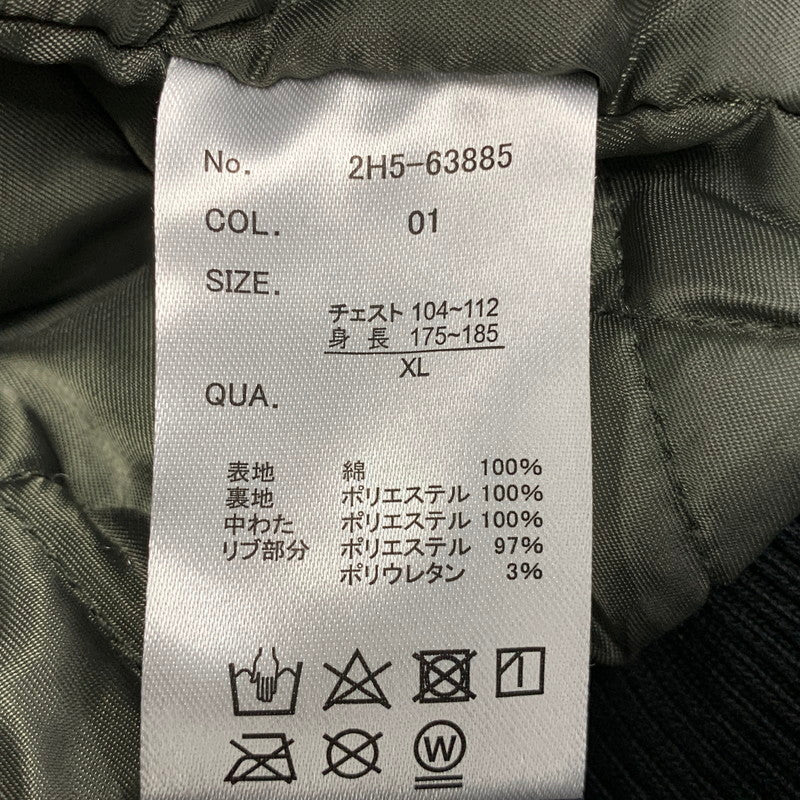 No. 2H5-63885
COL. 01
SIZE.
チェスト 104~112
身長 175~185
XL
QUA.
表地 綿 100%
裏地 ポリエステル 100%
中わた ポリエステル 100%
リブ部分 ポリエステル 97%
ポリウレタン 3%
W